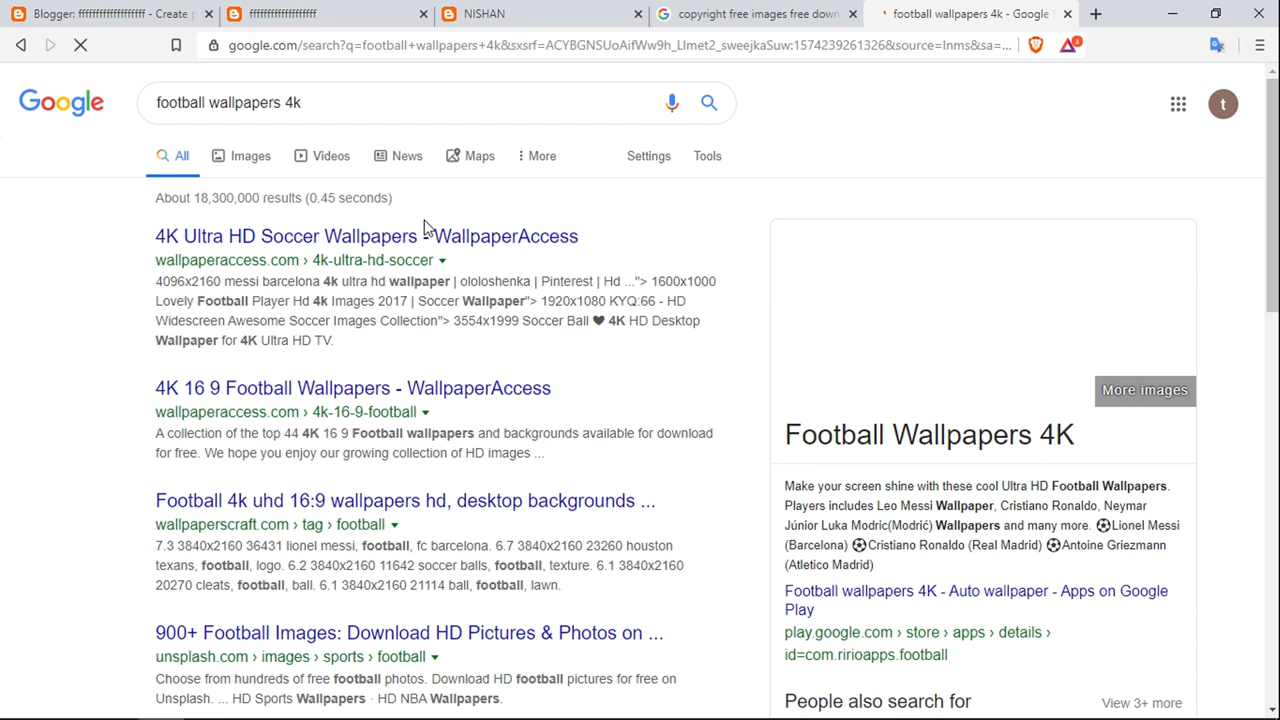 Blogger: ffffffffffffffffffff - Create p
ffffffffffffffffffff
NISHAN
copyright free images free down
football wallpapers 4k - Google S
google.com/search?q=football+wallpapers+4k&sxsrf=ACYBGNSUoAifWw9h_LImet2_sweejkaSuw:1574239261326&source=lnms&sa=...
Google
football wallpapers 4k
t
All Images Videos News Maps More Settings Tools
About 18,300,000 results (0.45 seconds)
4K Ultra HD Soccer Wallpapers - WallpaperAccess
wallpaperaccess.com › 4k-ultra-hd-soccer
4096x2160 messi barcelona 4k ultra hd wallpaper | ololoshenka | Pinterest | Hd ..."> 1600x1000
Lovely Football Player Hd 4k Images 2017 | Soccer Wallpaper"> 1920x1080 KYQ:66 - HD
Widescreen Awesome Soccer Images Collection"> 3554x1999 Soccer Ball ♥ 4K HD Desktop
Wallpaper for 4K Ultra HD TV.
4K 16 9 Football Wallpapers - WallpaperAccess
wallpaperaccess.com › 4k-16-9-football
A collection of the top 44 4K 16 9 Football wallpapers and backgrounds available for download
for free. We hope you enjoy our growing collection of HD images ...
Football 4k uhd 16:9 wallpapers hd, desktop backgrounds ...
wallpaperscraft.com › tag › football
7.3 3840x2160 36431 lionel messi, football, fc barcelona. 6.7 3840x2160 23260 houston
texans, football, logo. 6.2 3840x2160 11642 soccer balls, football, texture. 6.1 3840x2160
20270 cleats, football, ball. 6.1 3840x2160 21114 ball, football, lawn.
900+ Football Images: Download HD Pictures & Photos on ...
unsplash.com › images › sports › football
Choose from hundreds of free football photos. Download HD football pictures for free on
Unsplash. ... HD Sports Wallpapers · HD NBA Wallpapers.
More images
Football Wallpapers 4K
Make your screen shine with these cool Ultra HD Football Wallpapers.
Players includes Leo Messi Wallpaper, Cristiano Ronaldo, Neymar
Júnior Luka Modric(Modrić) Wallpapers and many more. ⚽Lionel Messi
(Barcelona) ⚽Cristiano Ronaldo (Real Madrid) ⚽Antoine Griezmann
(Atletico Madrid)
Football wallpapers 4K - Auto wallpaper - Apps on Google
Play
play.google.com › store › apps › details ›
id=com.ririoapps.football
People also search for
View 3+ more